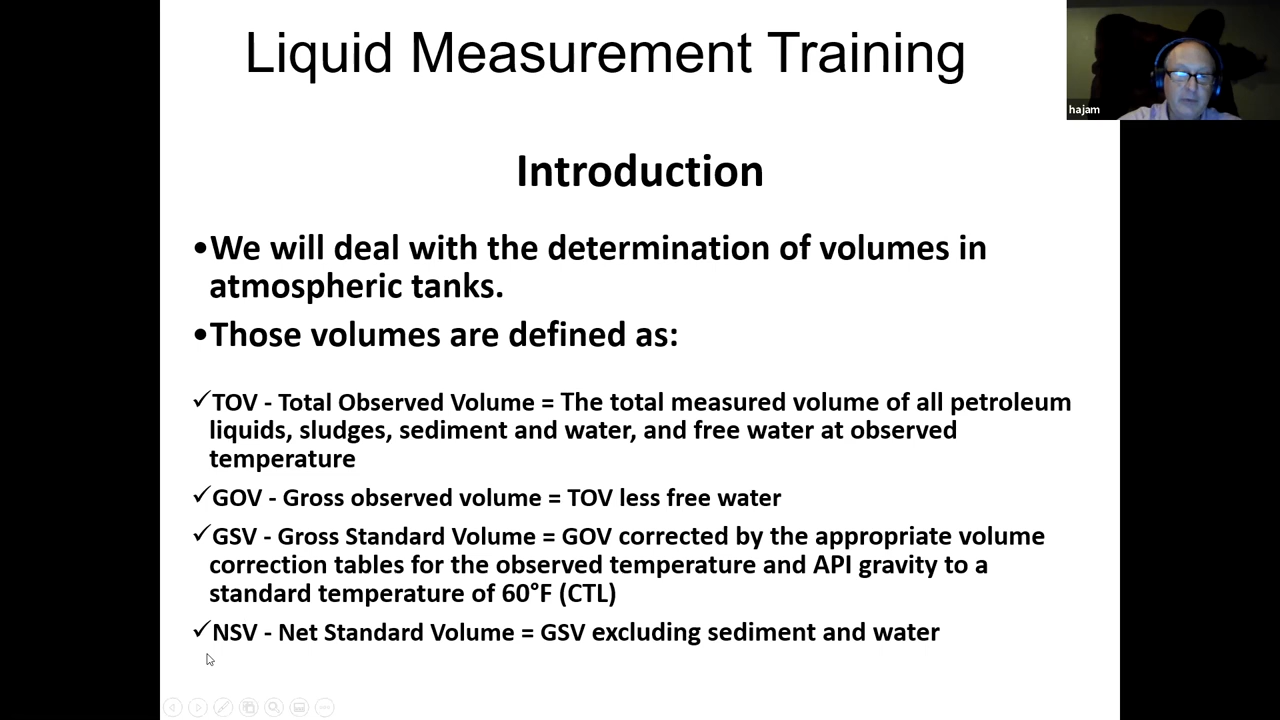 Liquid Measurement Training
hajam
Introduction
•We will deal with the determination of volumes in
atmospheric tanks.
•Those volumes are defined as:
✓TOV - Total Observed Volume = The total measured volume of all petroleum
liquids, sludges, sediment and water, and free water at observed
temperature
✓GOV - Gross observed volume = TOV less free water
✓GSV - Gross Standard Volume = GOV corrected by the appropriate volume
correction tables for the observed temperature and API gravity to a
standard temperature of 60°F (CTL)
✓NSV - Net Standard Volume = GSV excluding sediment and water